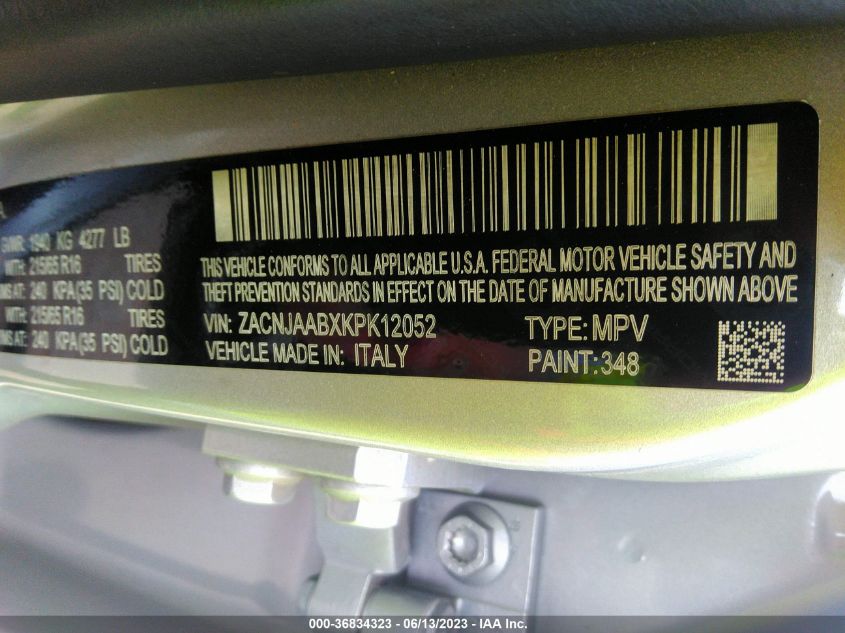 GVWR: 1940 KG 4277 LB
WITH: 215/65 R16 TIRES
AT: 240 KPA(35 PSI) COLD
WITH: 215/65 R16 TIRES
AT: 240 KPA(35 PSI) COLD
THIS VEHICLE CONFORMS TO ALL APPLICABLE U.S.A. FEDERAL MOTOR VEHICLE SAFETY AND
THEFT PREVENTION STANDARDS IN EFFECT ON THE DATE OF MANUFACTURE SHOWN ABOVE
VIN: ZACNJAABXKPK12052 TYPE: MPV
VEHICLE MADE IN: ITALY PAINT: 348
000-36834323 - 06/13/2023 - IAA Inc.